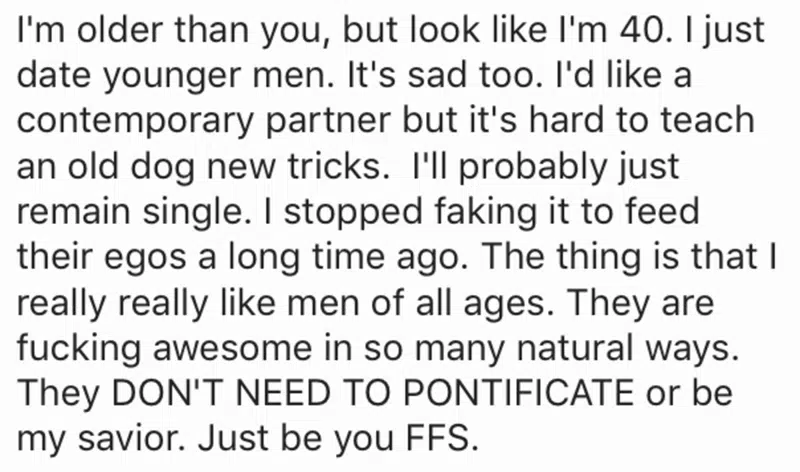 I'm older than you, but look like I'm 40. I just
date younger men. It's sad too. I'd like a
contemporary partner but it's hard to teach
an old dog new tricks.  I'll probably just
remain single. I stopped faking it to feed
their egos a long time ago. The thing is that I
really really like men of all ages. They are
fucking awesome in so many natural ways.
They DON'T NEED TO PONTIFICATE or be
my savior. Just be you FFS.